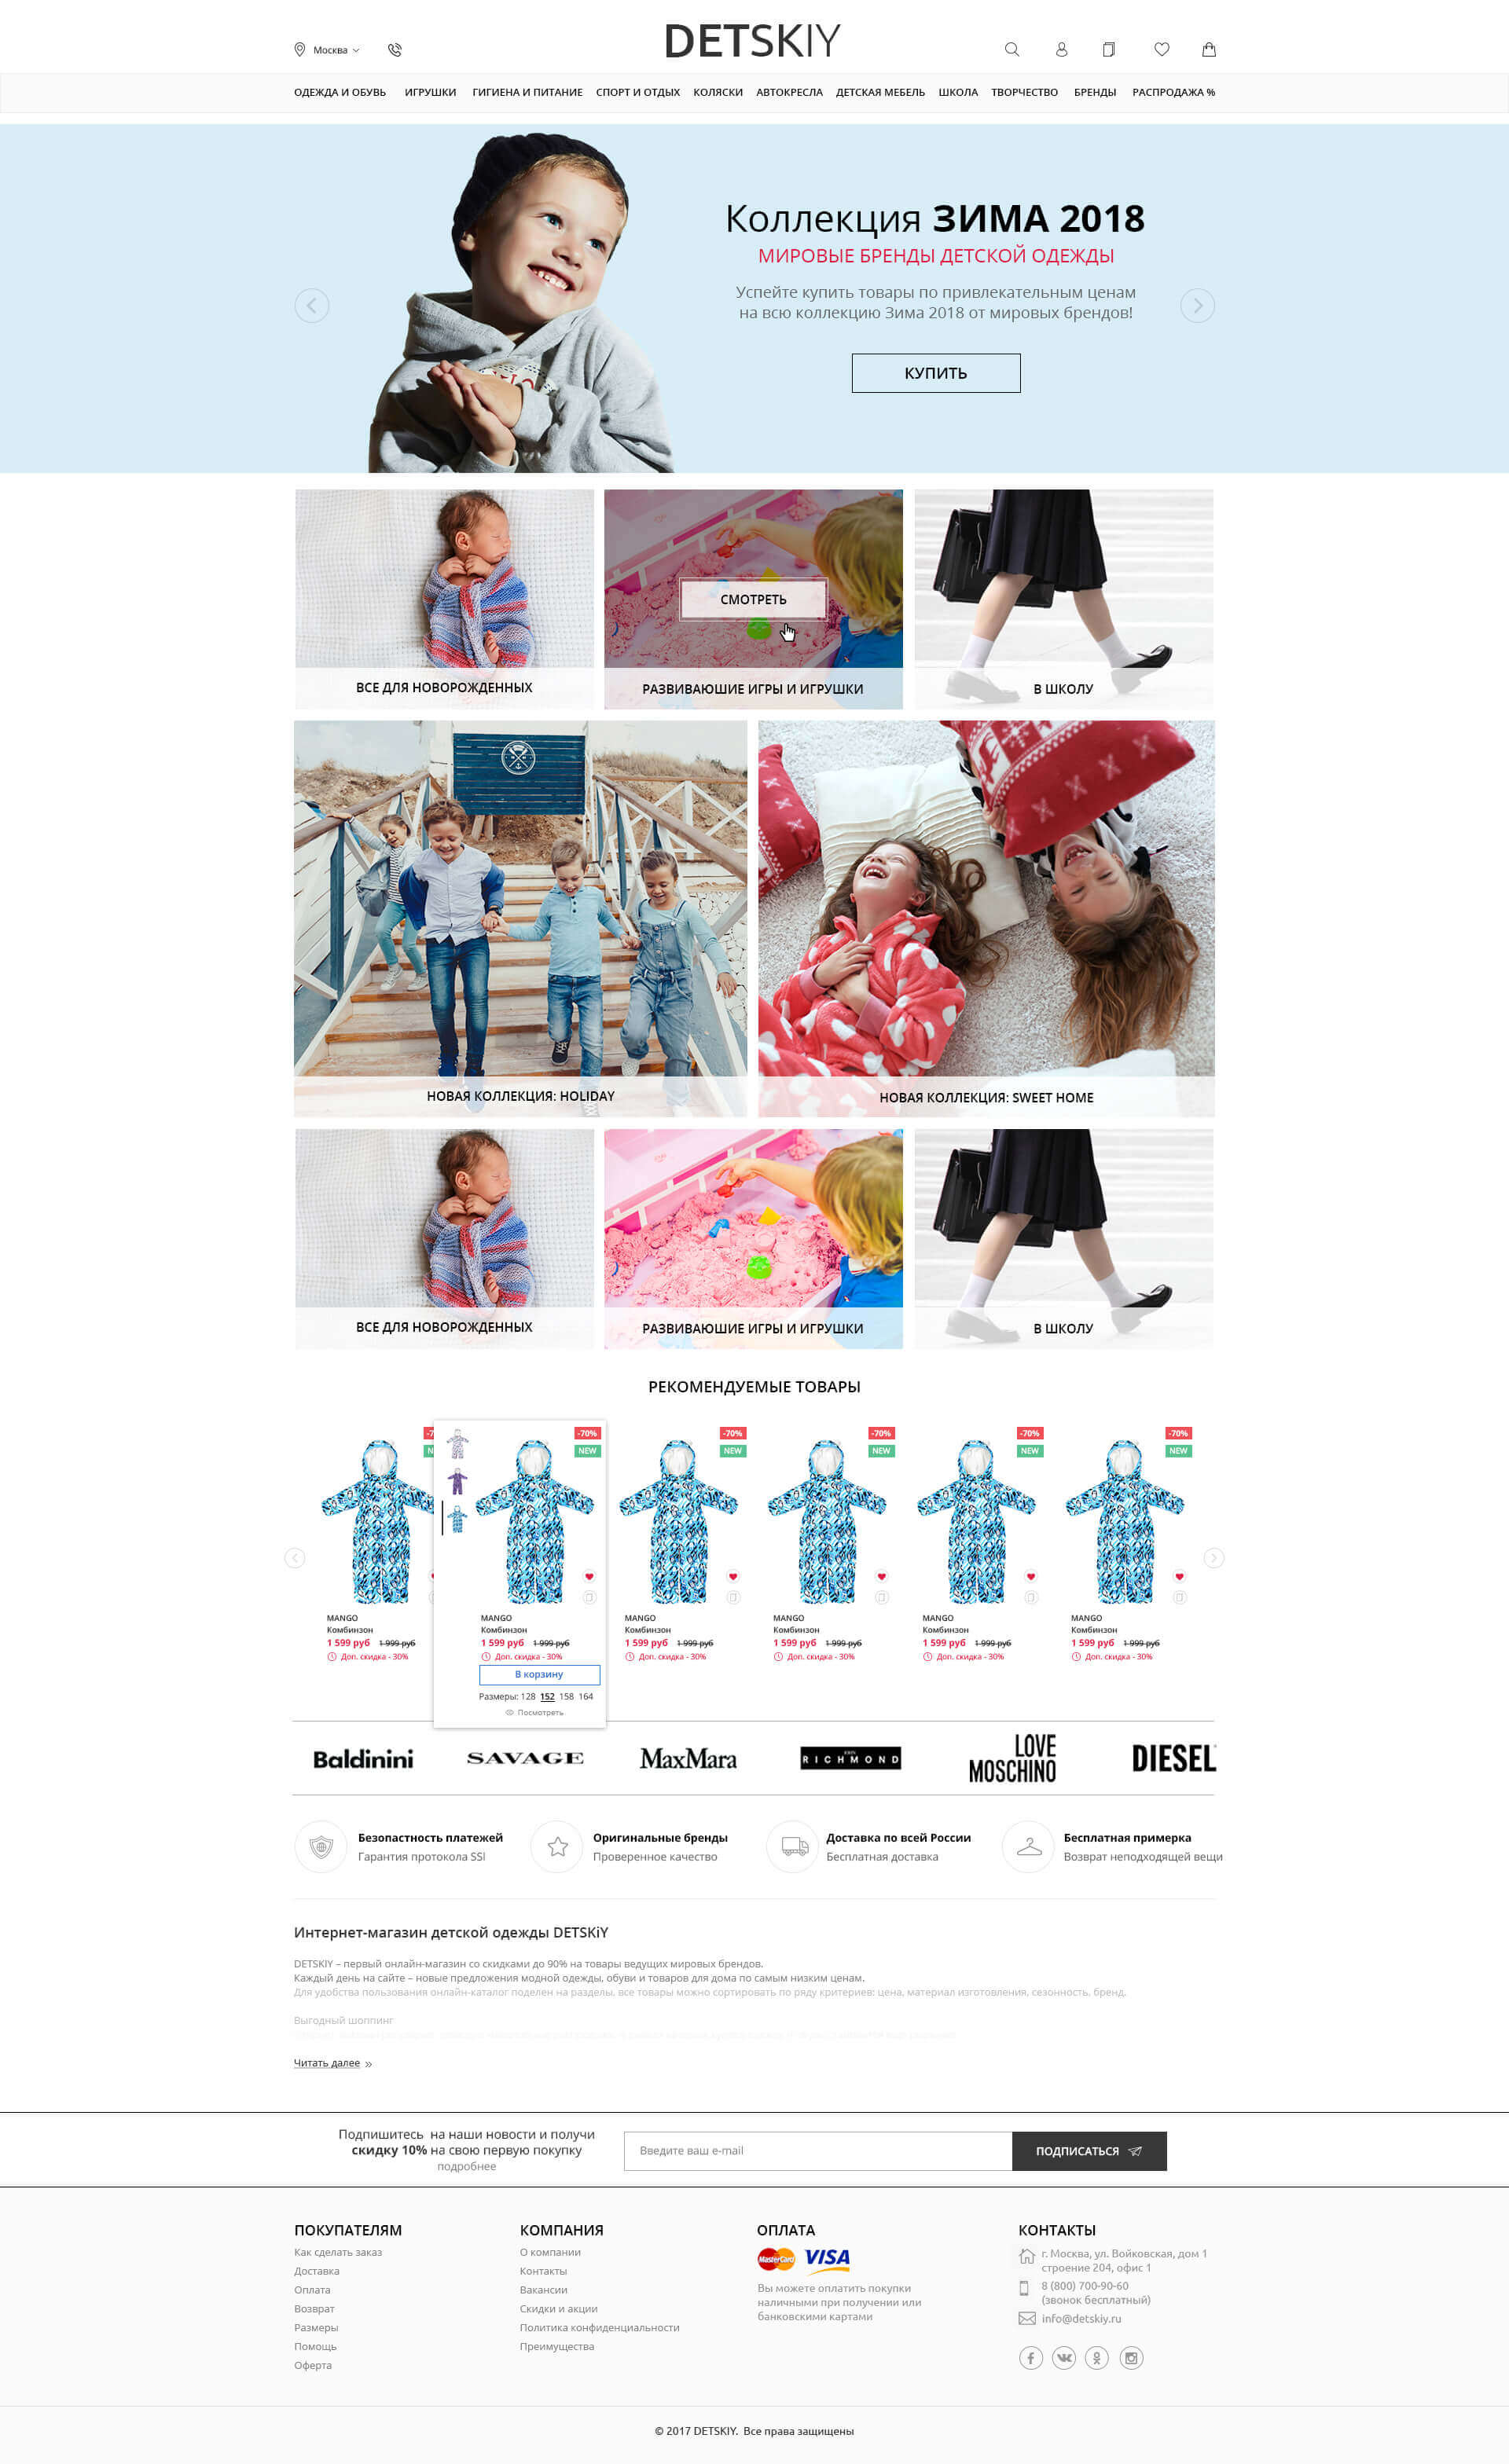 Москва
DETSKIY
ОДЕЖДА И ОБУВЬ ИГРУШКИ ГИГИЕНА И ПИТАНИЕ СПОРТ И ОТДЫХ КОЛЯСКИ АВТОКРЕСЛА ДЕТСКАЯ МЕБЕЛЬ ШКОЛА ТВОРЧЕСТВО БРЕНДЫ РАСПРОДАЖА %
Коллекция ЗИМА 2018
МИРОВЫЕ БРЕНДЫ ДЕТСКОЙ ОДЕЖДЫ
Успейте купить товары по привлекательным ценам
на всю коллекцию Зима 2018 от мировых брендов!
КУПИТЬ
СМОТРЕТЬ
ВСЕ ДЛЯ НОВОРОЖДЕННЫХ
РАЗВИВАЮШИЕ ИГРЫ И ИГРУШКИ
В ШКОЛУ
НОВАЯ КОЛЛЕКЦИЯ: HOLIDAY
НОВАЯ КОЛЛЕКЦИЯ: SWEET HOME
ВСЕ ДЛЯ НОВОРОЖДЕННЫХ
РАЗВИВАЮШИЕ ИГРЫ И ИГРУШКИ
В ШКОЛУ
РЕКОМЕНДУЕМЫЕ ТОВАРЫ
-7 -70% -70% -70% -70% -70%
N NEW NEW NEW NEW NEW
MANGO MANGO MANGO MANGO MANGO MANGO
Комбинзон Комбинзон Комбинзон Комбинзон Комбинзон Комбинзон
1 599 руб 1 999 руб 1 599 руб 1 999 руб 1 599 руб 1 999 руб 1 599 руб 1 999 руб 1 599 руб 1 999 руб 1 599 руб 1 999 руб
Доп. скидка - 30% Доп. скидка - 30% Доп. скидка - 30% Доп. скидка - 30% Доп. скидка - 30% Доп. скидка - 30%
В корзину
Размеры: 128 152 158 164
Посмотреть
Baldinini SAVAGE MaxMara JOHN RICHMOND LOVE MOSCHINO DIESEL
Безопастность платежей
Гарантия протокола SSl
Оригинальные бренды
Проверенное качество
Доставка по всей России
Бесплатная доставка
Бесплатная примерка
Возврат неподходящей вещи
Интернет-магазин детской одежды DETSKiY
DETSKIY – первый онлайн-магазин со скидками до 90% на товары ведущих мировых брендов.
Каждый день на сайте – новые предложения модной одежды, обуви и товаров для дома по самым низким ценам.
Для удобства пользования онлайн-каталог поделен на разделы, все товары можно сортировать по ряду критериев: цена, материал изготовления, сезонность, бренд.
Выгодный шоппинг
Читать далее »
Подпишитесь на наши новости и получи
скидку 10% на свою первую покупку
подробнее
Введите ваш e-mail
ПОДПИСАТЬСЯ
ПОКУПАТЕЛЯМ
Как сделать заказ
Доставка
Оплата
Возврат
Размеры
Помощь
Оферта
КОМПАНИЯ
О компании
Контакты
Вакансии
Скидки и акции
Политика конфиденциальности
Преимущества
ОПЛАТА
MasterCard VISA
Вы можете оплатить покупки
наличными при получении или
банковскими картами
КОНТАКТЫ
г. Москва, ул. Войковская, дом 1
строение 204, офис 1
8 (800) 700-90-60
(звонок бесплатный)
info@detskiy.ru
© 2017 DETSKIY. Все права защищены